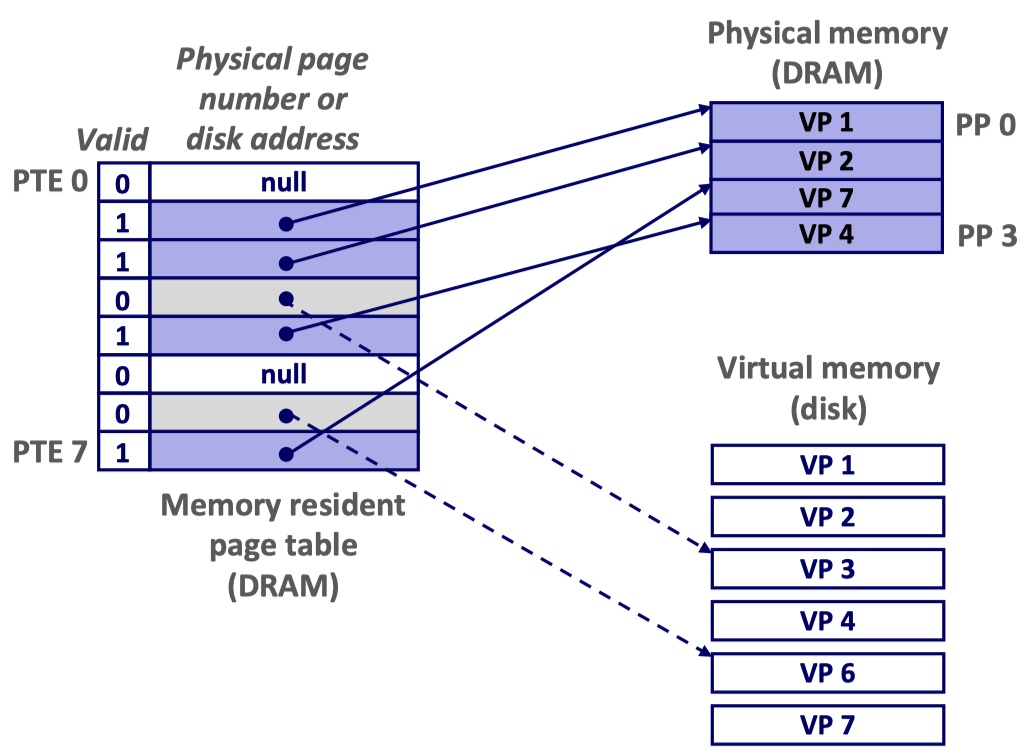 Physical page
number or
disk address
Valid
PTE 0
0
null
1
1
0
1
0
null
0
PTE 7
1
Memory resident
page table
(DRAM)
Physical memory
(DRAM)
VP 1
PP 0
VP 2
VP 7
VP 4
PP 3
Virtual memory
(disk)
VP 1
VP 2
VP 3
VP 4
VP 6
VP 7